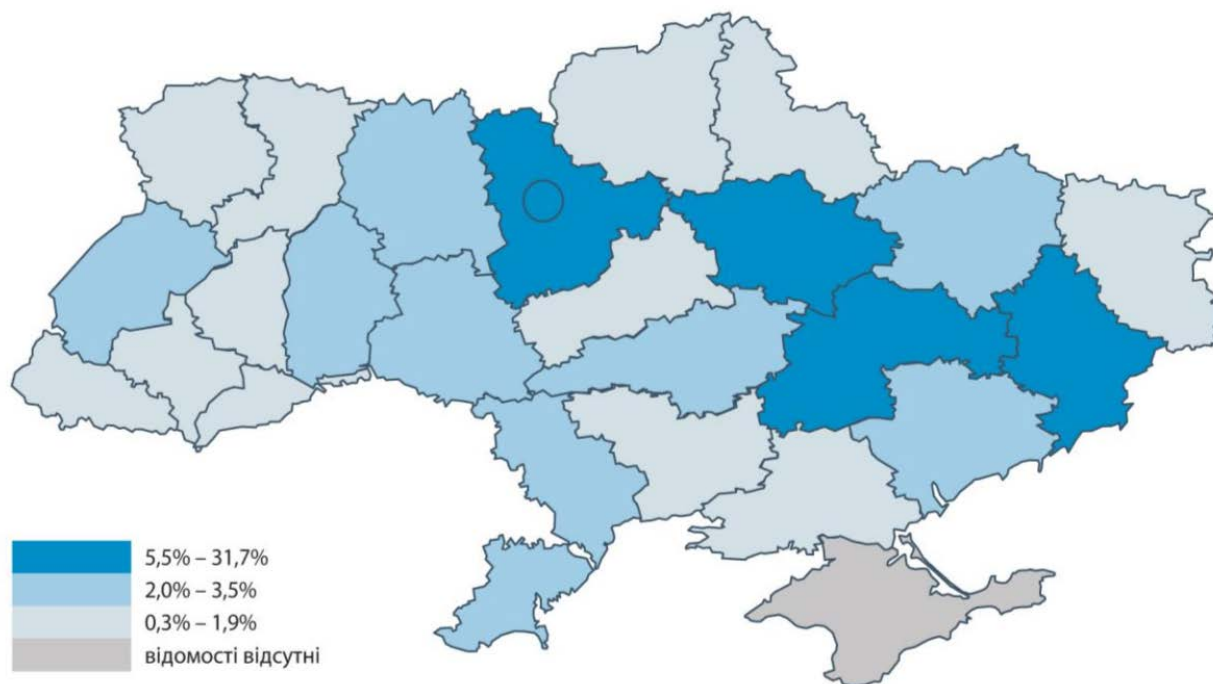 5,5% – 31,7%
2,0% – 3,5%
0,3% – 1,9%
відомості відсутні